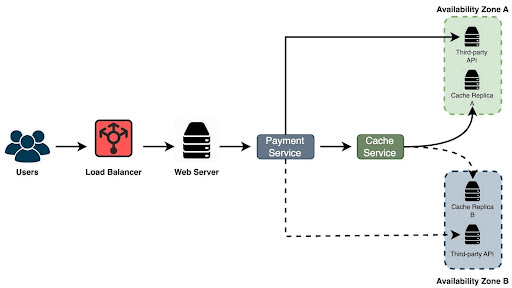 Availability Zone A
Third-party
API
Cache Replica
A
Payment
Service
Cache
Service
Users
Load Balancer
Web Server
Cache Replica
B
Third-party API
Availability Zone B